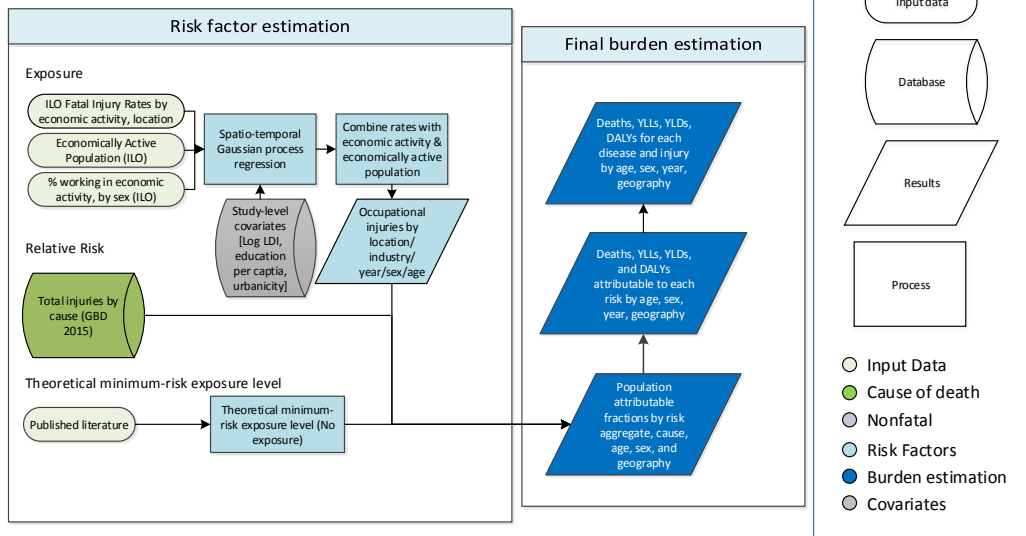 Risk factor estimation
Exposure
ILO Fatal Injury Rates by
economic activity, location
Economically Active
Population (ILO)
% working in economic
activity, by sex (ILO)
Spatio-temporal
Gaussian process
regression
Combine rates with
economic activity &
economically active
population
Study-level
covariates
[Log LDI,
education
per captia,
urbanicity]
Occupational
injuries by
location/
industry/
year/sex/age
Relative Risk
Total injuries by
cause (GBD
2015)
Theoretical minimum-risk exposure level
Published literature
Theoretical minimum-
risk exposure level (No
exposure)
Final burden estimation
Deaths, YLLs, YLDs,
DALYs for each
disease and injury
by age, sex, year,
geography
Deaths, YLLs, YLDs,
and DALYs
attributable to each
risk by age, sex,
year, geography
Population
attributable
fractions by risk
aggregate, cause,
age, sex, and
geography
Input data
Database
Results
Process
Input Data
Cause of death
Nonfatal
Risk Factors
Burden estimation
Covariates